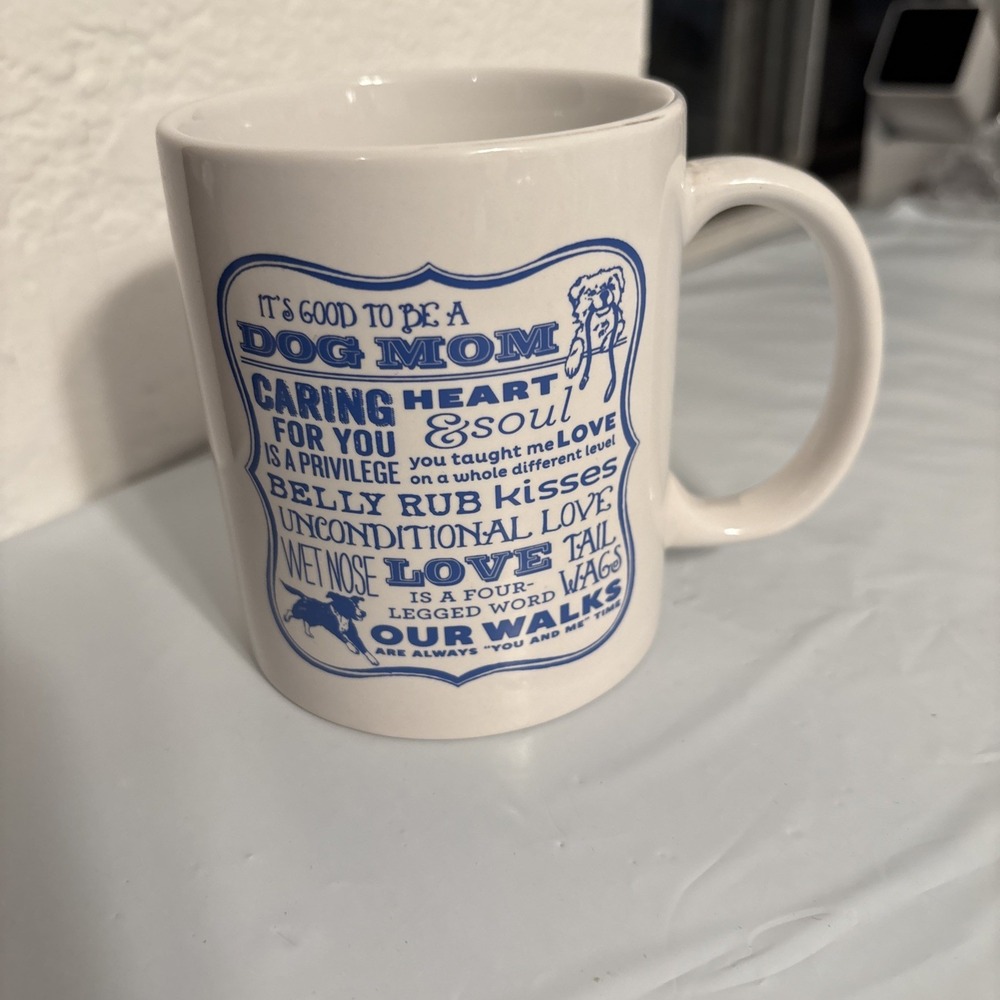 IT'S GOOD TO BE A
DOG MOM
CARING
FOR YOU
IS A PRIVILEGE
HEART
& soul
you taught me LOVE
on a whole different level
BELLY RUB kisses
UNCONDITIONAL LOVE
WET NOSE
LOVE
IS A FOUR-
LEGGED WORD
TAIL
WAGS
OUR WALKS
ARE ALWAYS "YOU AND ME" TIME